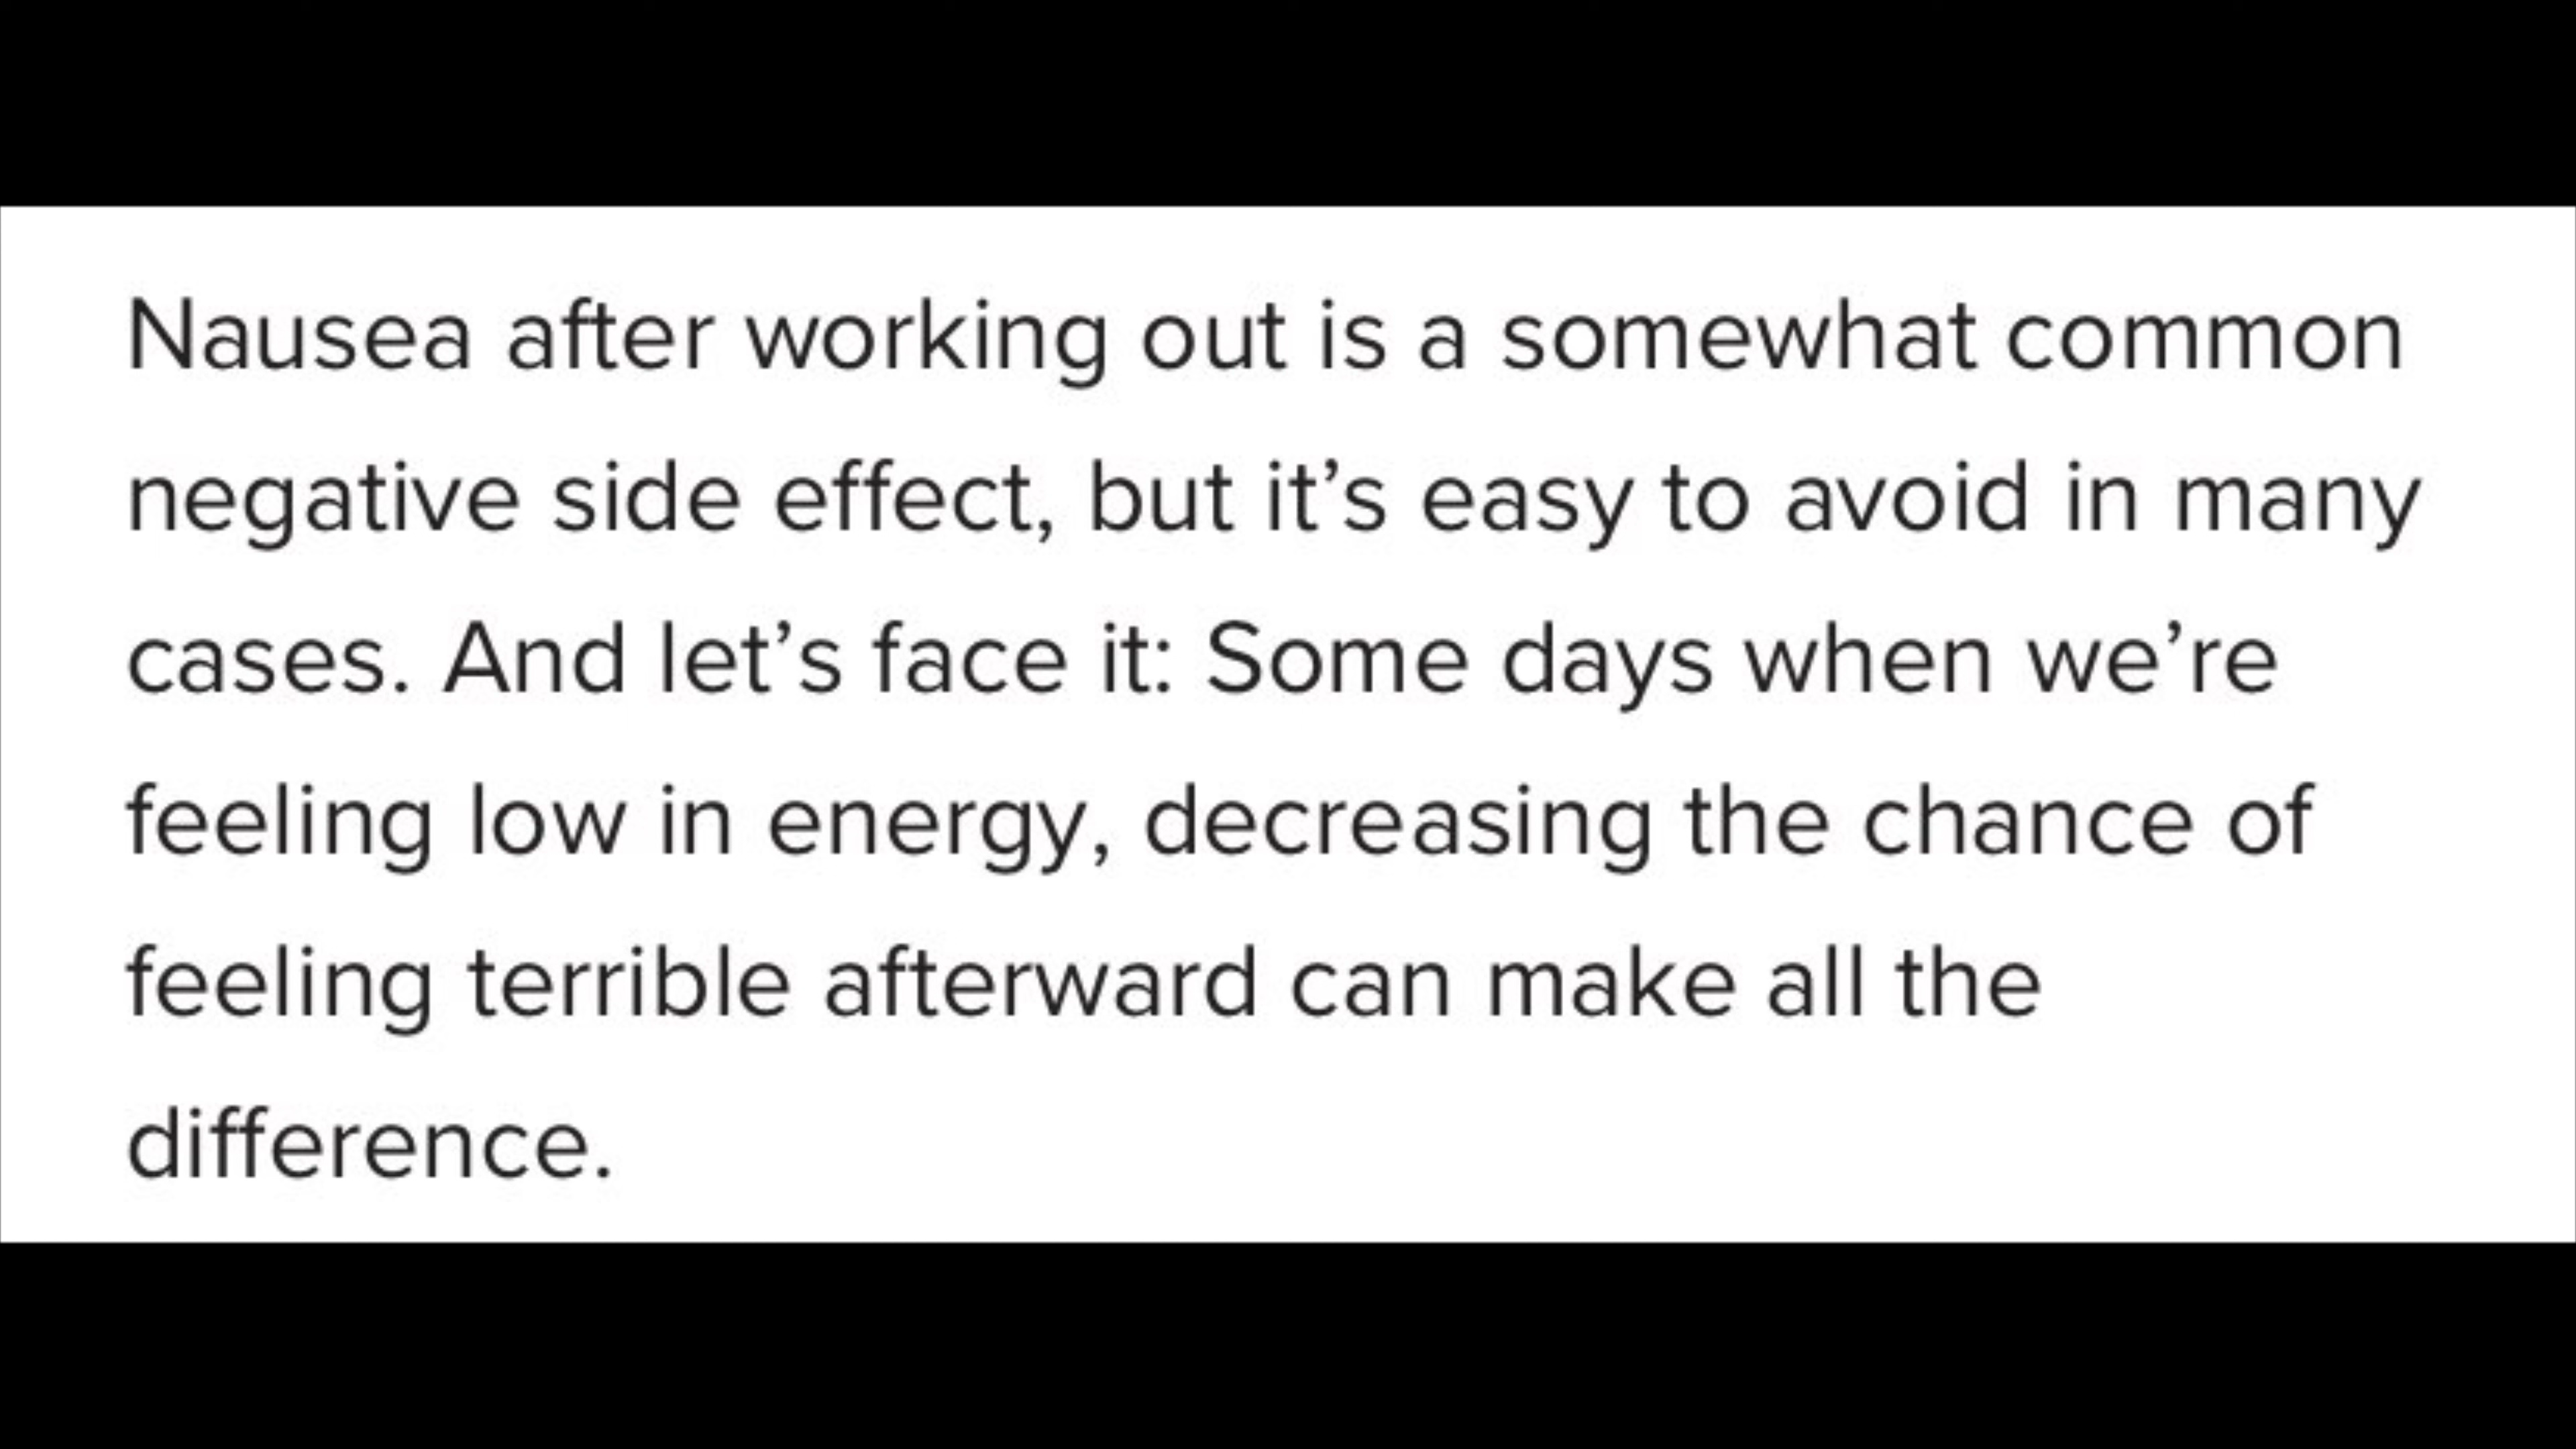 Nausea after working out is a somewhat common
negative side effect, but it’s easy to avoid in many
cases. And let’s face it: Some days when we’re
feeling low in energy, decreasing the chance of
feeling terrible afterward can make all the
difference.